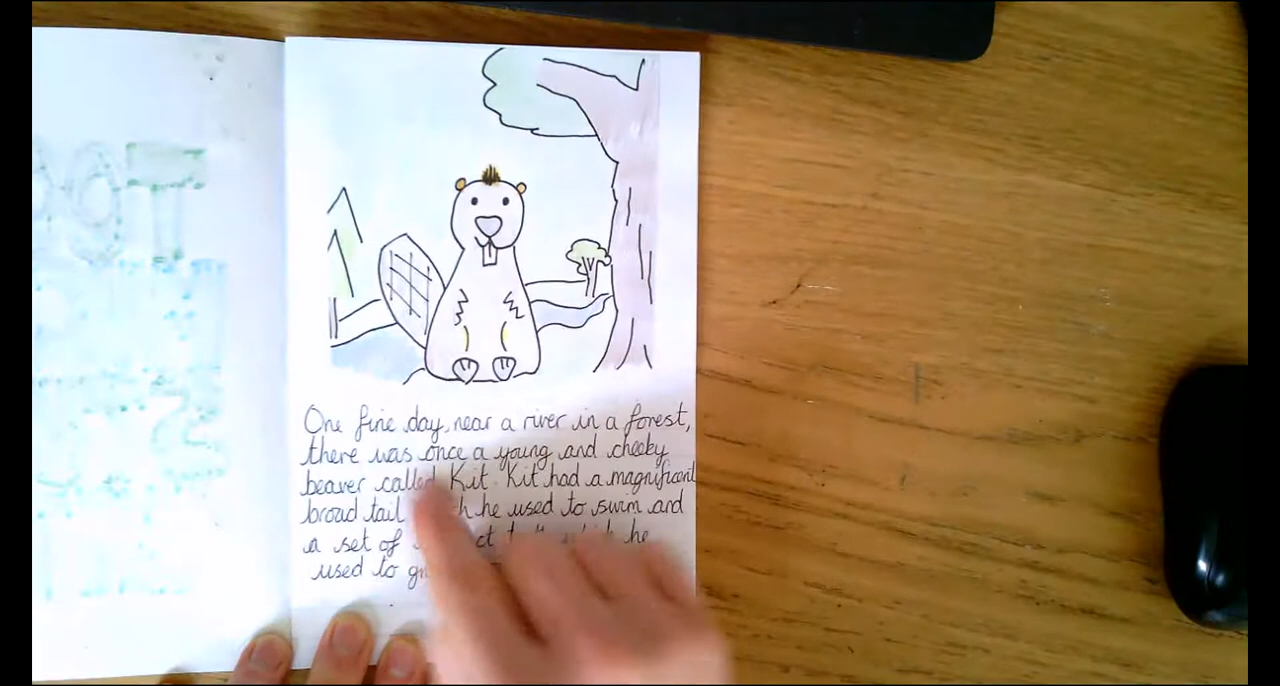 One fine day, near a river in a forest,
there was once a young and cheeky
beaver called Kit. Kit had a magnificent
broad tail he used to swim and
a set of he
used to